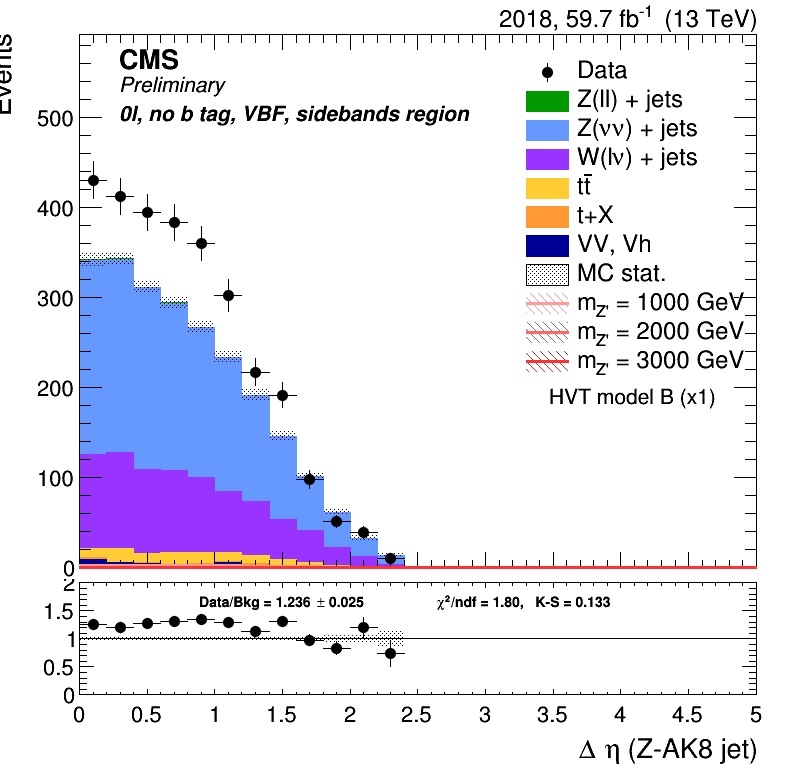 2018, 59.7 fb⁻¹ (13 TeV)
Events
CMS
Preliminary
0l, no b tag, VBF, sidebands region
Data
Z(ll) + jets
Z(νν) + jets
W(lν) + jets
tt̄
t+X
VV, Vh
MC stat.
m_Z' = 1000 GeV
m_Z' = 2000 GeV
m_Z' = 3000 GeV
HVT model B (x1)
500
400
300
200
100
0
Data/Bkg = 1.236 ± 0.025
χ²/ndf = 1.80, K-S = 0.133
2
1.5
1
0.5
0
0 0.5 1 1.5 2 2.5 3 3.5 4 4.5 5
Δ η (Z-AK8 jet)